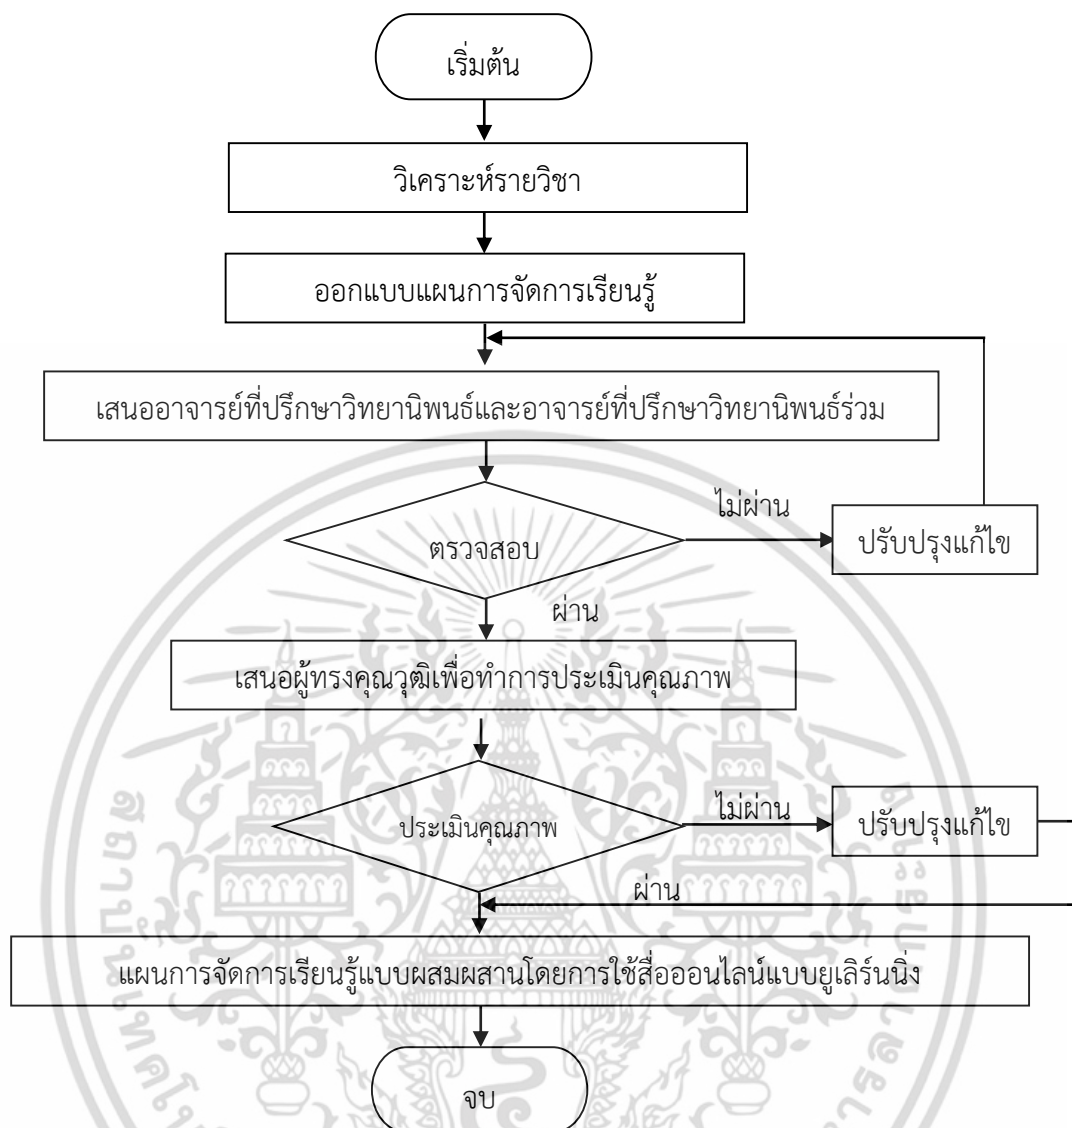 เริ่มต้น
วิเคราะห์รายวิชา
ออกแบบแผนการจัดการเรียนรู้
เสนออาจารย์ที่ปรึกษาวิทยานิพนธ์และอาจารย์ที่ปรึกษาวิทยานิพนธ์ร่วม
ไม่ผ่าน
ตรวจสอบ
ปรับปรุงแก้ไข
ผ่าน
เสนอผู้ทรงคุณวุฒิเพื่อทำการประเมินคุณภาพ
ไม่ผ่าน
ประเมินคุณภาพ
ปรับปรุงแก้ไข
ผ่าน
แผนการจัดการเรียนรู้แบบผสมผสานโดยการใช้สื่อออนไลน์แบบยูเลิร์นนิ่ง
จบ